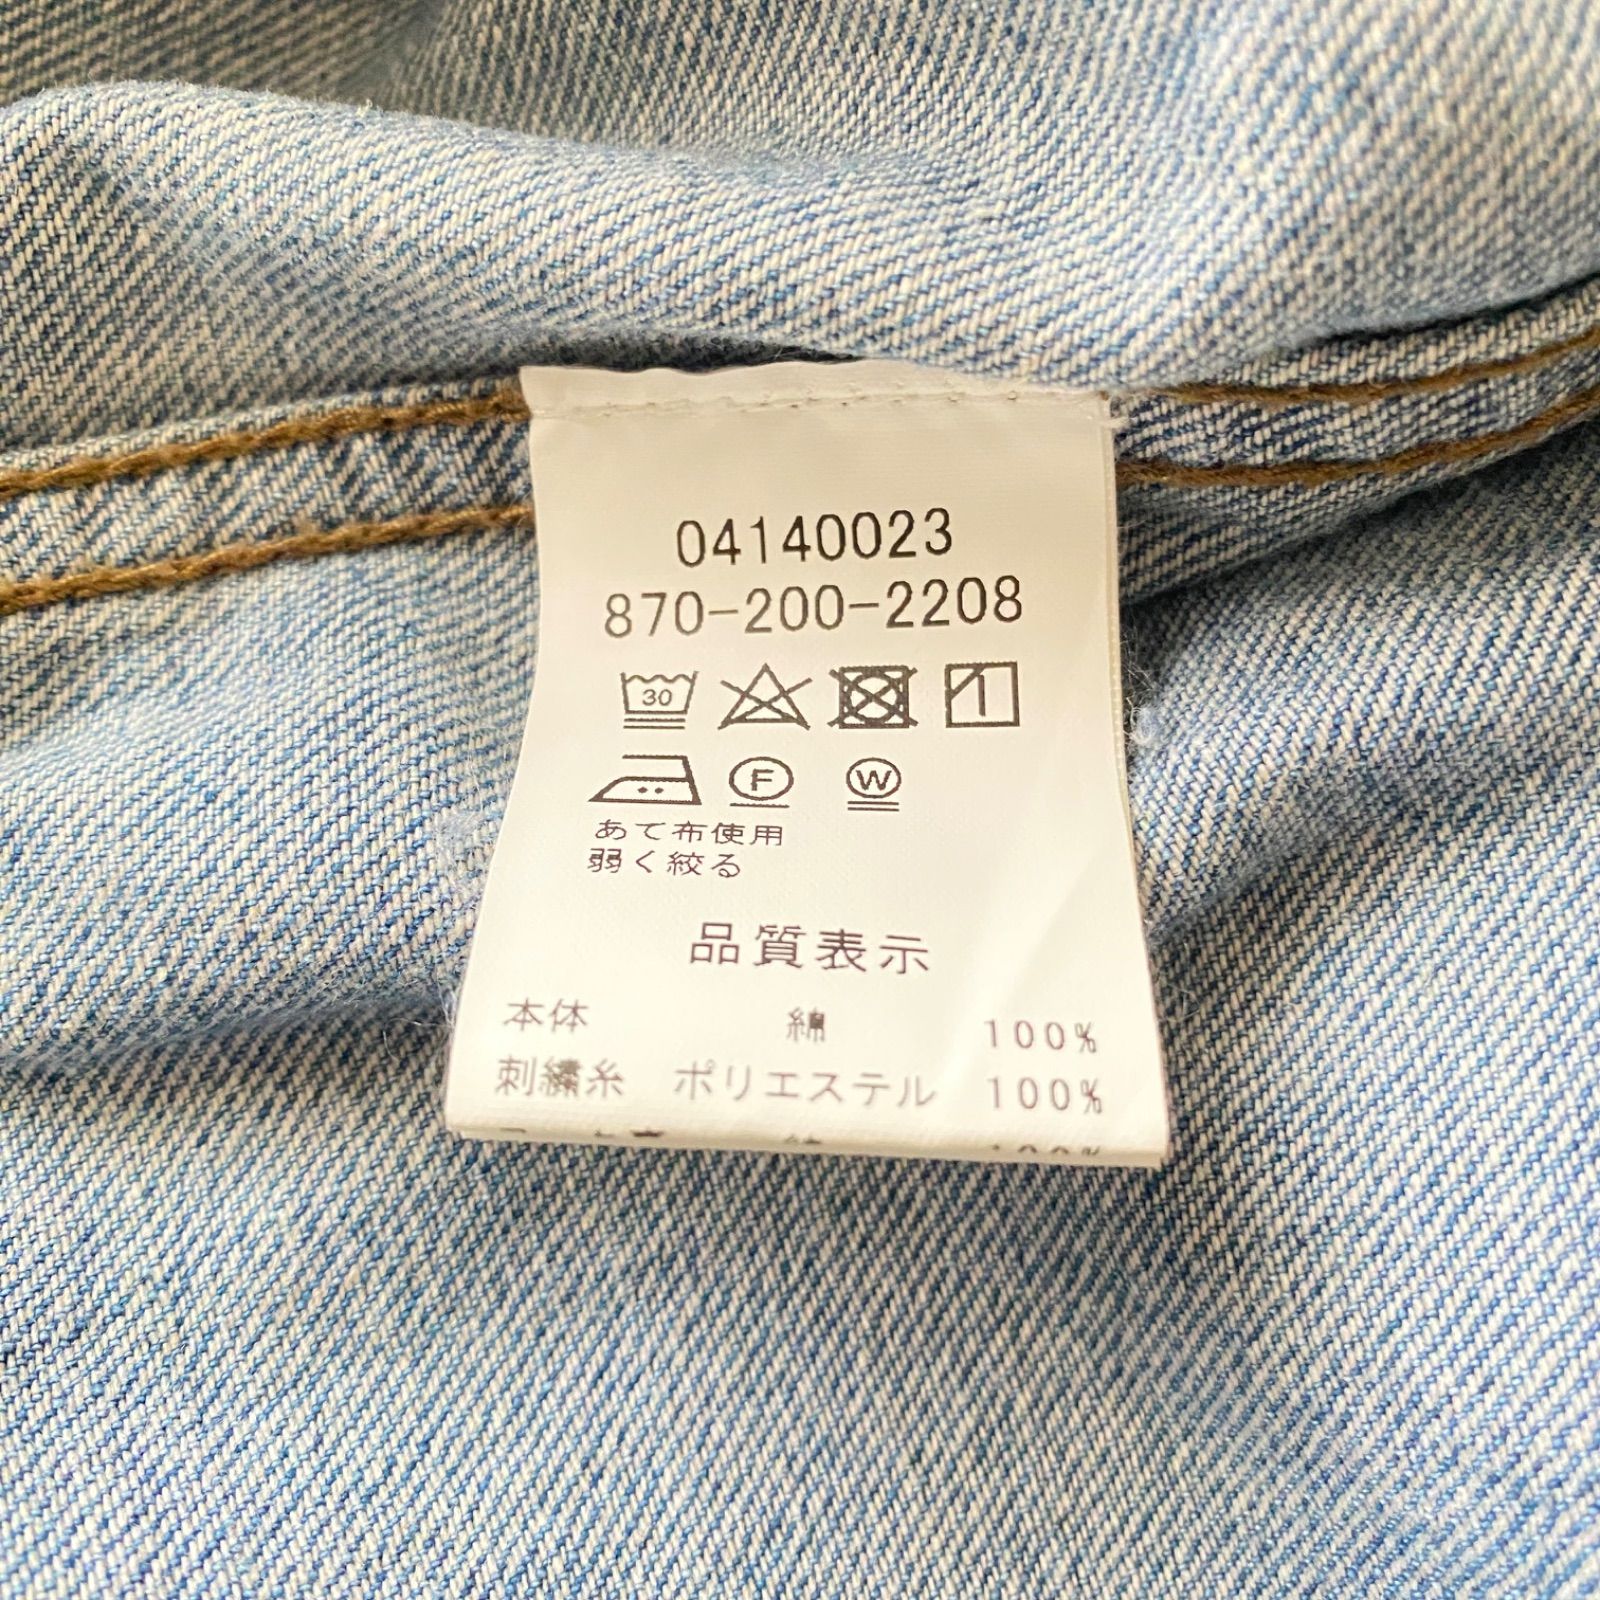 04140023
870-200-2208
30
F W
あて布使用
弱く絞る
品質表示
本体 綿 100%
刺繍糸 ポリエステル 100%
100%